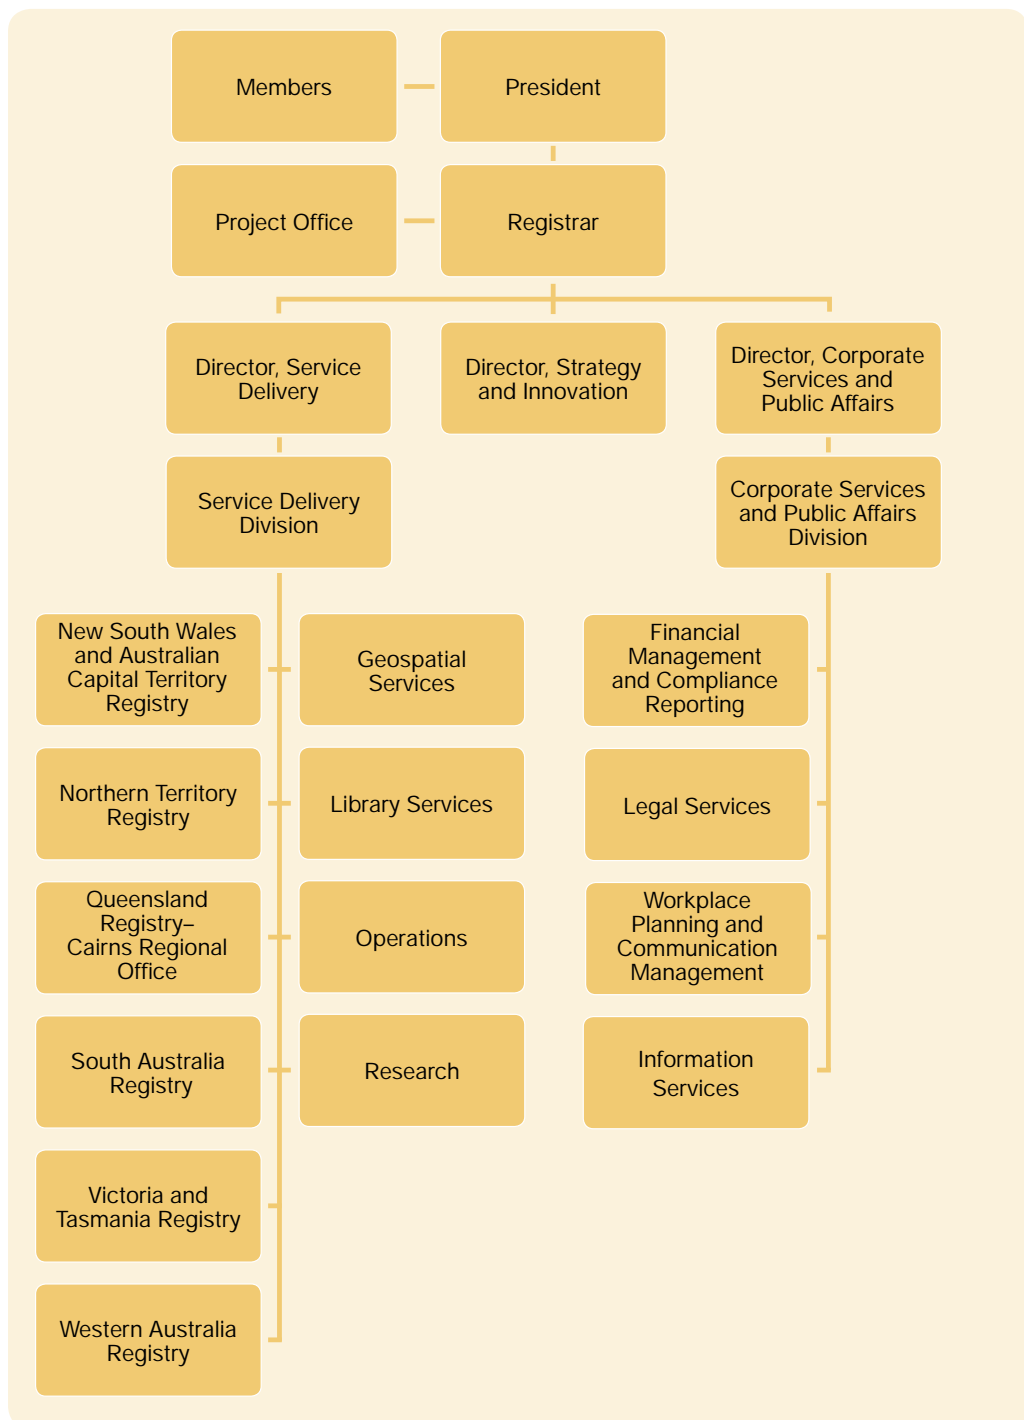 Members
President
Project Office
Registrar
Director, Service
Delivery
Director, Strategy
and Innovation
Director, Corporate
Services and
Public Affairs
Service Delivery
Division
Corporate Services
and Public Affairs
Division
New South Wales
and Australian
Capital Territory
Registry
Geospatial
Services
Financial
Management
and Compliance
Reporting
Northern Territory
Registry
Library Services
Legal Services
Queensland
Registry–
Cairns Regional
Office
Operations
Workplace
Planning and
Communication
Management
South Australia
Registry
Research
Information
Services
Victoria and
Tasmania Registry
Western Australia
Registry